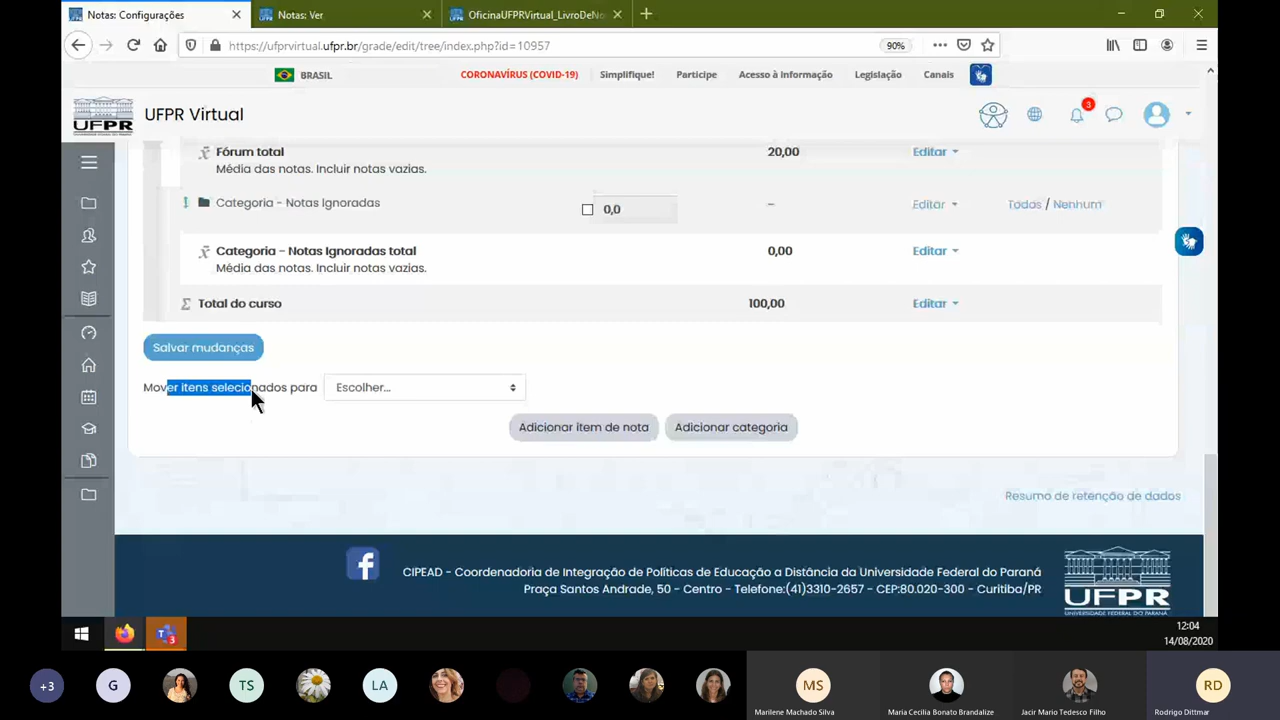 Notas: Configurações
Notas: Ver
OficinaUFPRVirtual_LivroDeNo
https://ufprvirtual.ufpr.br/grade/edit/tree/index.php?id=10957
90%
BRASIL
CORONAVÍRUS (COVID-19)
Simplifique!
Participe
Acesso à informação
Legislação
Canais
UFPR
UFPR Virtual
3
Fórum total
20,00
Editar
Média das notas. Incluir notas vazias.
Categoria - Notas Ignoradas
0,0
–
Editar
Todas / Nenhum
Categoria - Notas Ignoradas total
0,00
Editar
Média das notas. Incluir notas vazias.
Total do curso
100,00
Editar
Salvar mudanças
Mover itens selecionados para
Escolher...
Adicionar item de nota
Adicionar categoria
Resumo de retenção de dados
CIPEAD - Coordenadoria de Integração de Políticas de Educação a Distância da Universidade Federal do Paraná
Praça Santos Andrade, 50 - Centro - Telefone:(41)3310-2657 - CEP:80.020-300 - Curitiba/PR
UFPR
UNIVERSIDADE FEDERAL DO PARANÁ
3
12:04
14/08/2020
+3
G
TS
LA
MS
RD
Marilene Machado Silva
Maria Cecilia Bonato Brandalize
Jacir Mario Tedesco Filho
Rodrigo Dittmar